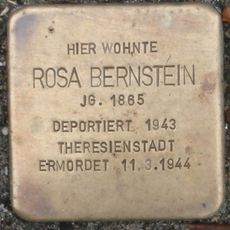 HIER WOHNTE
ROSA BERNSTEIN
JG. 1865
DEPORTIERT 1943
THERESIENSTADT
ERMORDET 11.3.1944